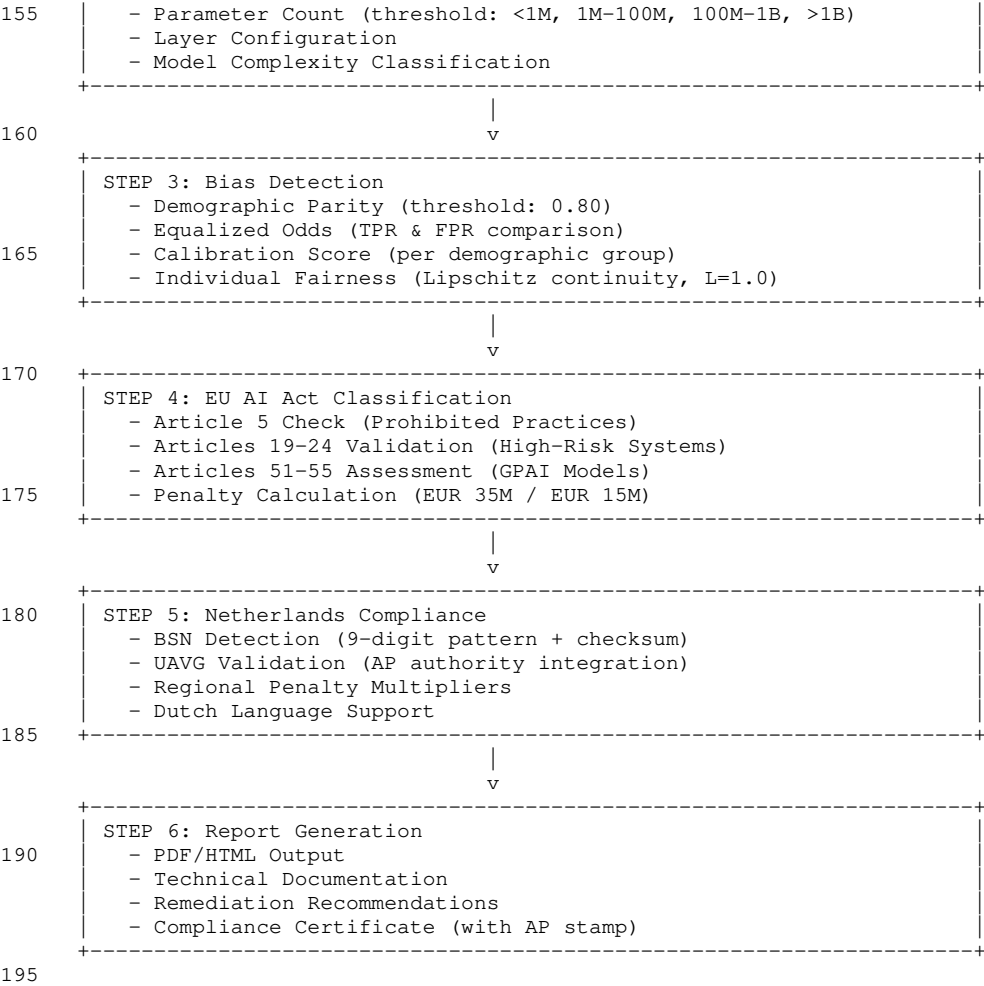 155 | - Parameter Count (threshold: <1M, 1M-100M, 100M-1B, >1B) |
| - Layer Configuration |
| - Model Complexity Classification |
+---------------------------------------------------------------------+
|
160 v
+---------------------------------------------------------------------+
| STEP 3: Bias Detection |
| - Demographic Parity (threshold: 0.80) |
| - Equalized Odds (TPR & FPR comparison) |
165 | - Calibration Score (per demographic group) |
| - Individual Fairness (Lipschitz continuity, L=1.0) |
+---------------------------------------------------------------------+
|
v
170 +---------------------------------------------------------------------+
| STEP 4: EU AI Act Classification |
| - Article 5 Check (Prohibited Practices) |
| - Articles 19-24 Validation (High-Risk Systems) |
| - Articles 51-55 Assessment (GPAI Models) |
175 | - Penalty Calculation (EUR 35M / EUR 15M) |
+---------------------------------------------------------------------+
|
v
+---------------------------------------------------------------------+
180 | STEP 5: Netherlands Compliance |
| - BSN Detection (9-digit pattern + checksum) |
| - UAVG Validation (AP authority integration) |
| - Regional Penalty Multipliers |
| - Dutch Language Support |
185 +---------------------------------------------------------------------+
|
v
+---------------------------------------------------------------------+
| STEP 6: Report Generation |
190 | - PDF/HTML Output |
| - Technical Documentation |
| - Remediation Recommendations |
| - Compliance Certificate (with AP stamp) |
+---------------------------------------------------------------------+
195